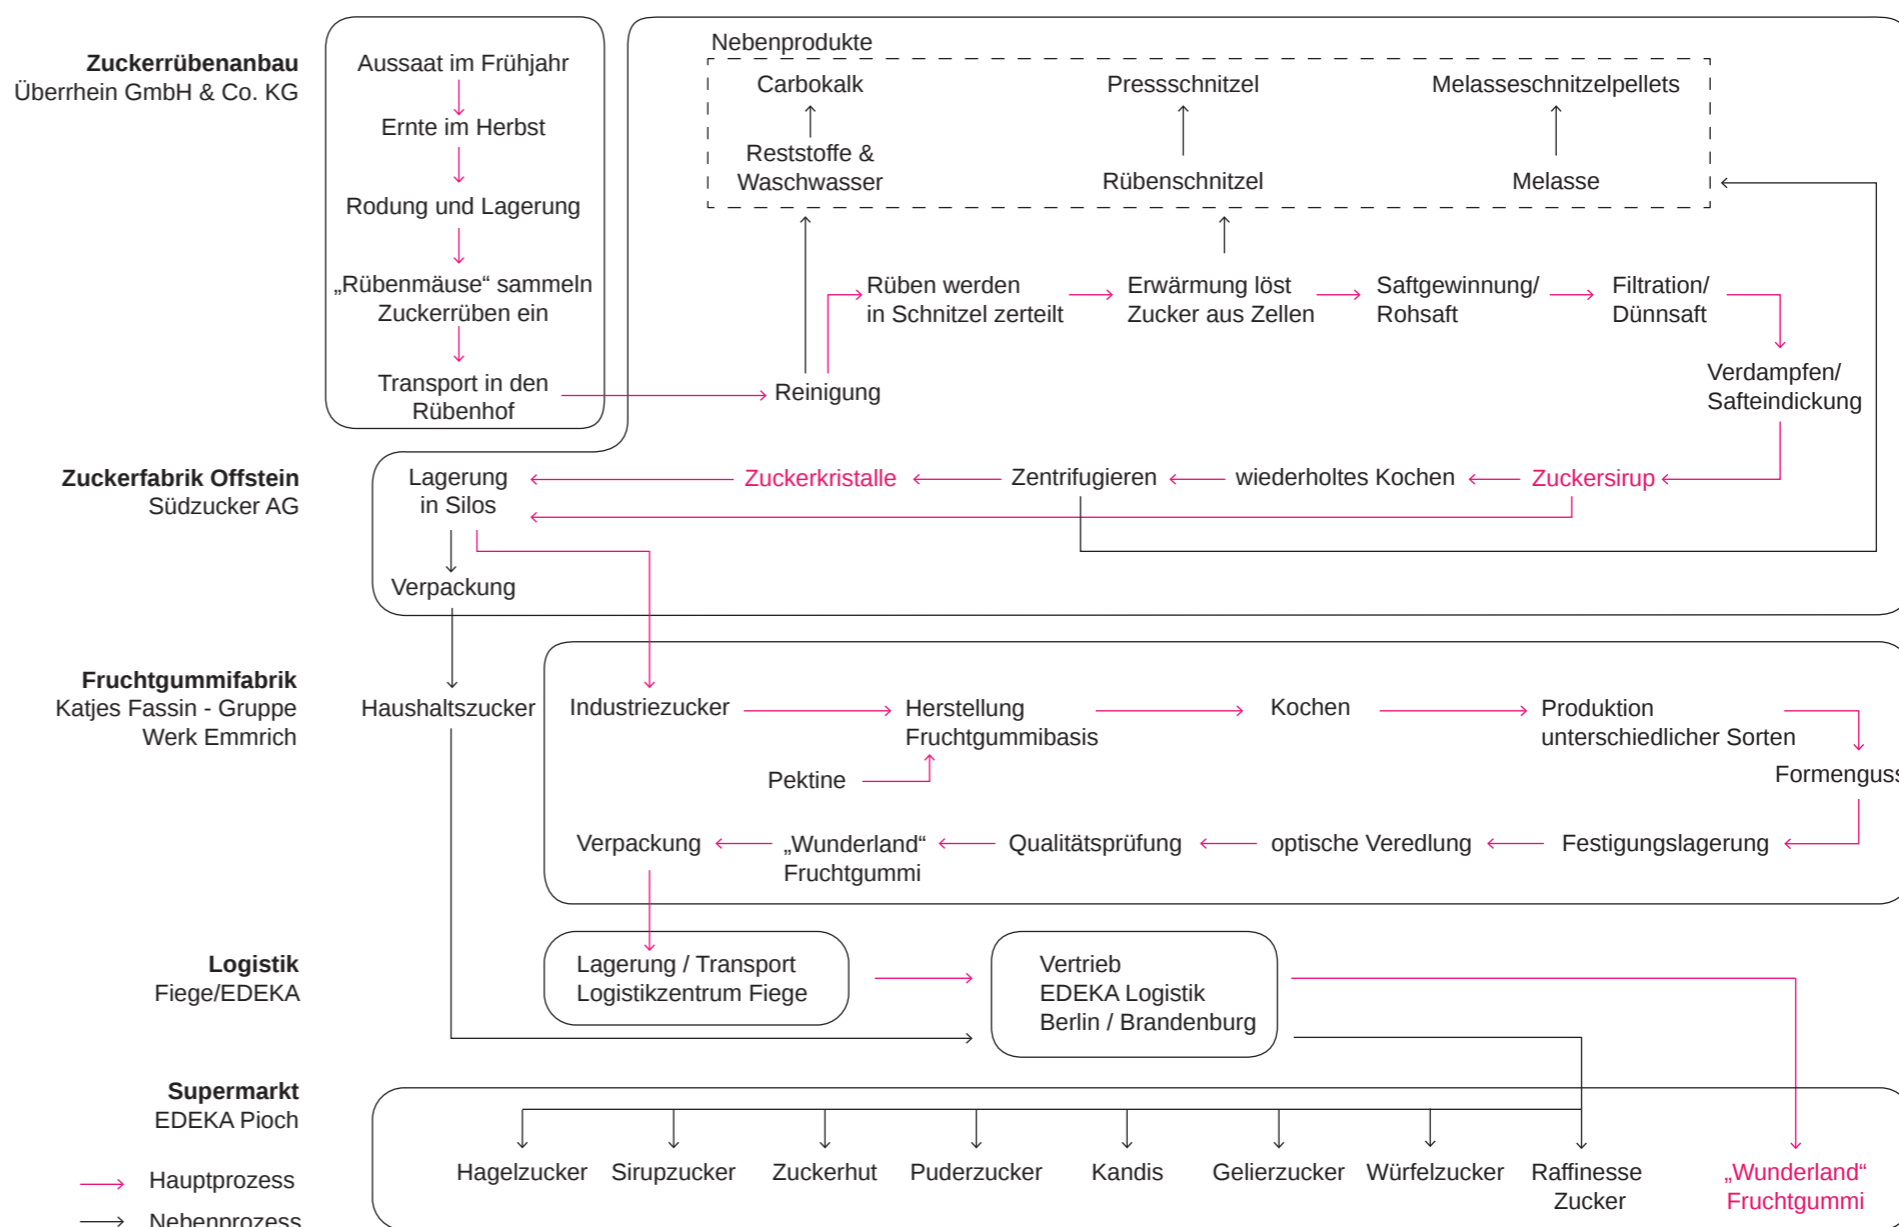 Zuckerrübenanbau
Überrhein GmbH & Co. KG
Aussaat im Frühjahr
Ernte im Herbst
Rodung und Lagerung
„Rübenmäuse“ sammeln
Zuckerrüben ein
Transport in den
Rübenhof
Nebenprodukte
Carbokalk
Pressschnitzel
Melasseschnitzelpellets
Reststoffe &
Waschwasser
Rübenschnitzel
Melasse
Reinigung
Rüben werden
in Schnitzel zerteilt
Erwärmung löst
Zucker aus Zellen
Saftgewinnung/
Rohsaft
Filtration/
Dünnsaft
Verdampfen/
Safteindickung
Zuckerfabrik Offstein
Südzucker AG
Lagerung
in Silos
Zuckerkristalle
Zentrifugieren
wiederholtes Kochen
Zuckersirup
Verpackung
Fruchtgummifabrik
Katjes Fassin - Gruppe
Werk Emmrich
Haushaltszucker
Industriezucker
Herstellung
Fruchtgummibasis
Kochen
Produktion
unterschiedlicher Sorten
Pektine
Formenguss
Verpackung
„Wunderland“
Fruchtgummi
Qualitätsprüfung
optische Veredlung
Festigungslagerung
Logistik
Fiege/EDEKA
Lagerung / Transport
Logistikzentrum Fiege
Vertrieb
EDEKA Logistik
Berlin / Brandenburg
Supermarkt
EDEKA Pioch
Hagelzucker
Sirupzucker
Zuckerhut
Puderzucker
Kandis
Gelierzucker
Würfelzucker
Raffinesse
Zucker
„Wunderland“
Fruchtgummi
Hauptprozess
Nebenprozess